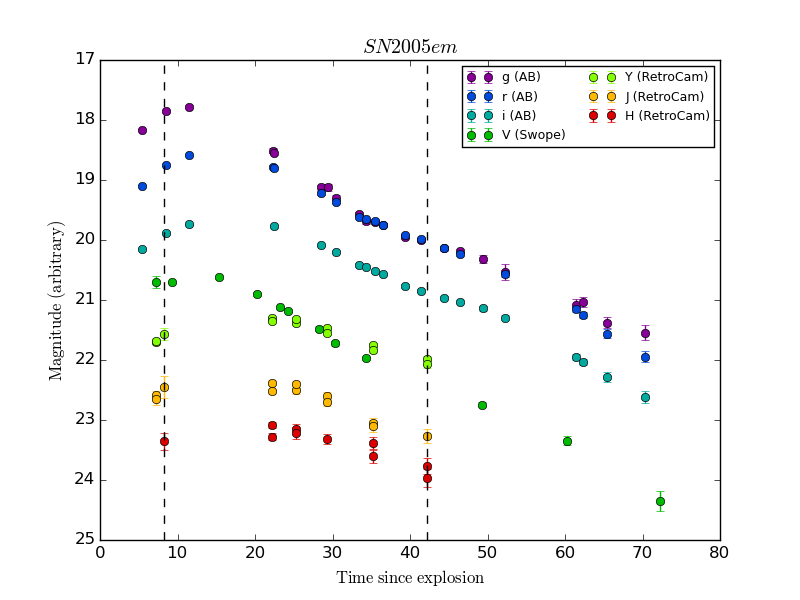 SN2005em
17
18
19
20
21
22
23
24
25
Magnitude (arbitrary)
g (AB)
r (AB)
i (AB)
V (Swope)
Y (RetroCam)
J (RetroCam)
H (RetroCam)
0 10 20 30 40 50 60 70 80
Time since explosion